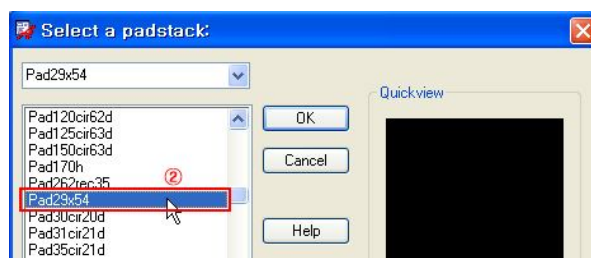 Select a padstack:
Pad29x54
Quickview
Pad120cir62d
Pad125cir63d
Pad150cir63d
Pad170h
Pad262rec35
Pad29x54
Pad30cir20d
Pad31cir21d
Pad35cir21d
②
OK
Cancel
Help